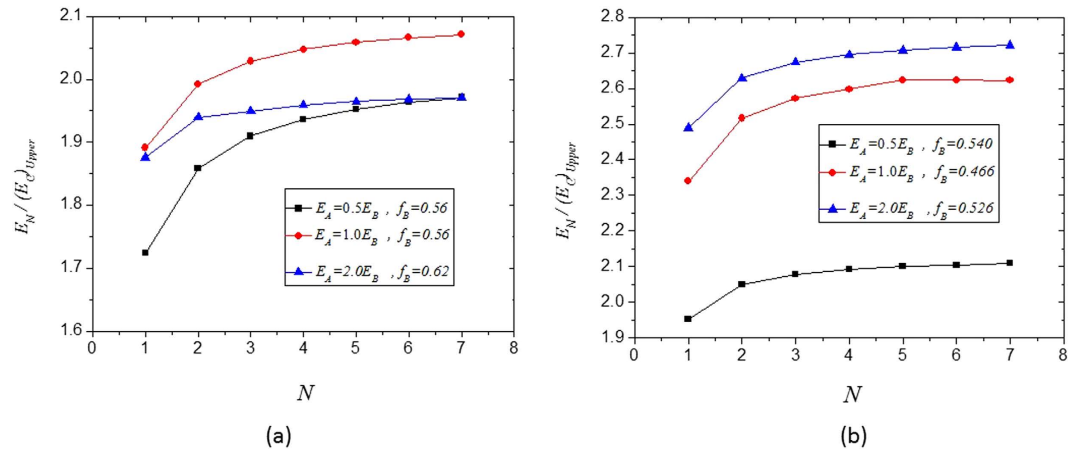 2.1
2.0
1.9
1.8
1.7
1.6
E_N / (E_C)_Upper
0 1 2 3 4 5 6 7 8
N
E_A=0.5E_B , f_B=0.56
E_A=1.0E_B , f_B=0.56
E_A=2.0E_B , f_B=0.62
(a)
2.8
2.7
2.6
2.5
2.4
2.3
2.2
2.1
2.0
1.9
E_N / (E_C)_Upper
0 1 2 3 4 5 6 7 8
N
E_A=0.5E_B , f_B=0.540
E_A=1.0E_B , f_B=0.466
E_A=2.0E_B , f_B=0.526
(b)